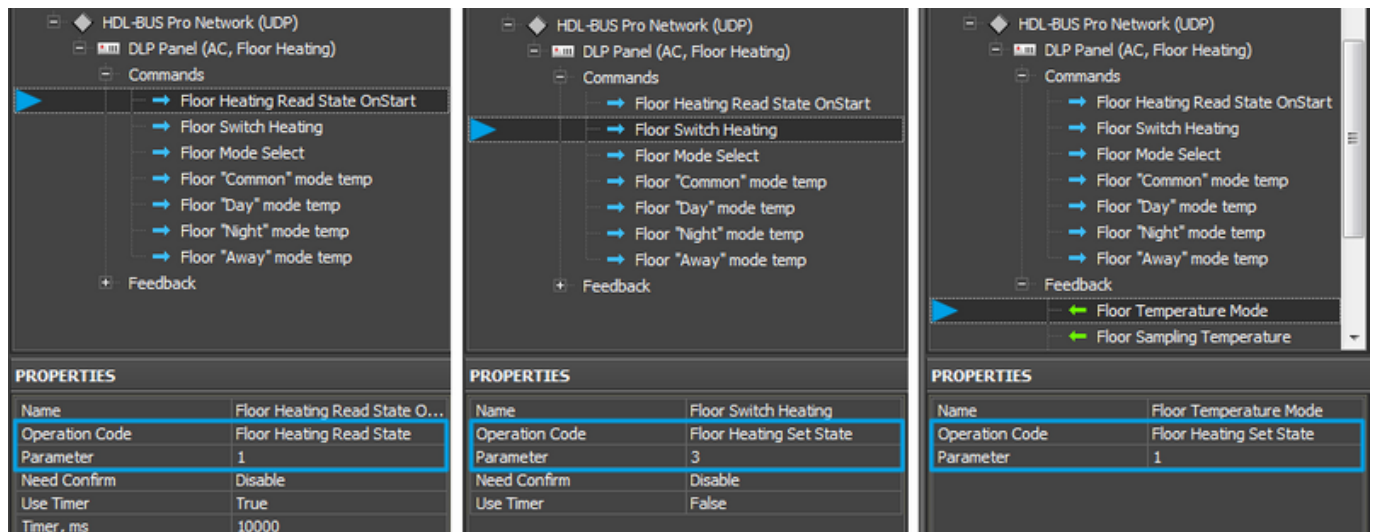 HDL-BUS Pro Network (UDP)
DLP Panel (AC, Floor Heating)
Commands
Floor Heating Read State OnStart
Floor Switch Heating
Floor Mode Select
Floor "Common" mode temp
Floor "Day" mode temp
Floor "Night" mode temp
Floor "Away" mode temp
Feedback
PROPERTIES
Name Floor Heating Read State O...
Operation Code Floor Heating Read State
Parameter 1
Need Confirm Disable
Use Timer True
Timer, ms 10000
HDL-BUS Pro Network (UDP)
DLP Panel (AC, Floor Heating)
Commands
Floor Heating Read State OnStart
Floor Switch Heating
Floor Mode Select
Floor "Common" mode temp
Floor "Day" mode temp
Floor "Night" mode temp
Floor "Away" mode temp
Feedback
PROPERTIES
Name Floor Switch Heating
Operation Code Floor Heating Set State
Parameter 3
Need Confirm Disable
Use Timer False
HDL-BUS Pro Network (UDP)
DLP Panel (AC, Floor Heating)
Commands
Floor Heating Read State OnStart
Floor Switch Heating
Floor Mode Select
Floor "Common" mode temp
Floor "Day" mode temp
Floor "Night" mode temp
Floor "Away" mode temp
Feedback
Floor Temperature Mode
Floor Sampling Temperature
PROPERTIES
Name Floor Temperature Mode
Operation Code Floor Heating Set State
Parameter 1